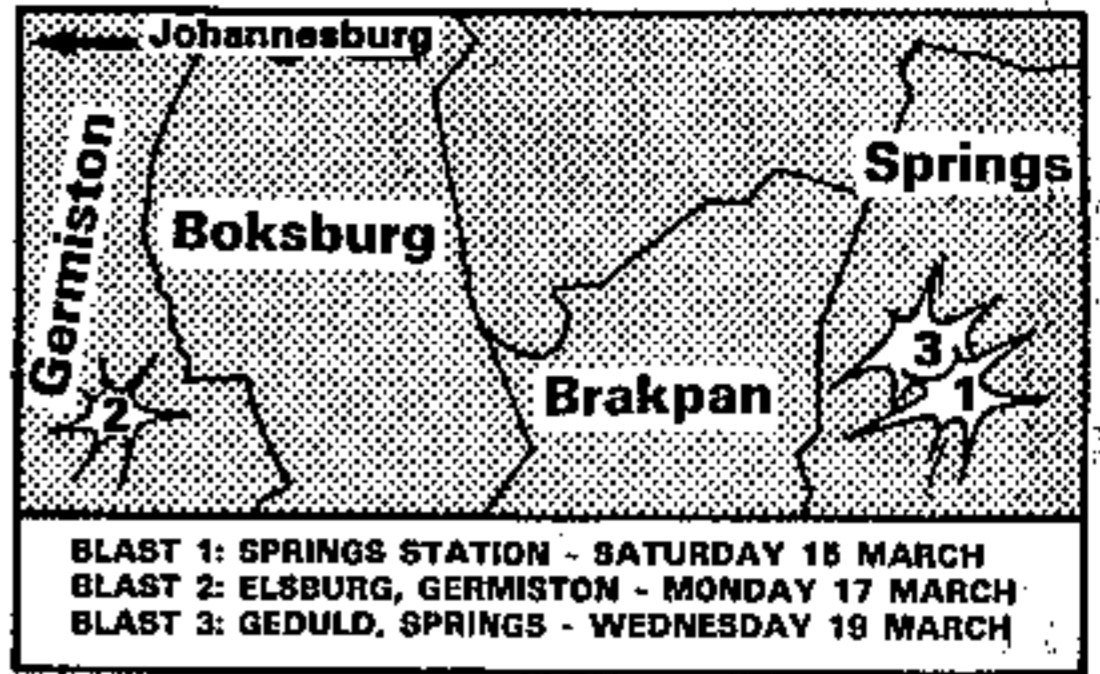 Johannesburg
Germiston
Boksburg
Springs
Brakpan
2
3
1
BLAST 1: SPRINGS STATION - SATURDAY 15 MARCH
BLAST 2: ELSBURG, GERMISTON - MONDAY 17 MARCH
BLAST 3: GEDULD, SPRINGS - WEDNESDAY 19 MARCH